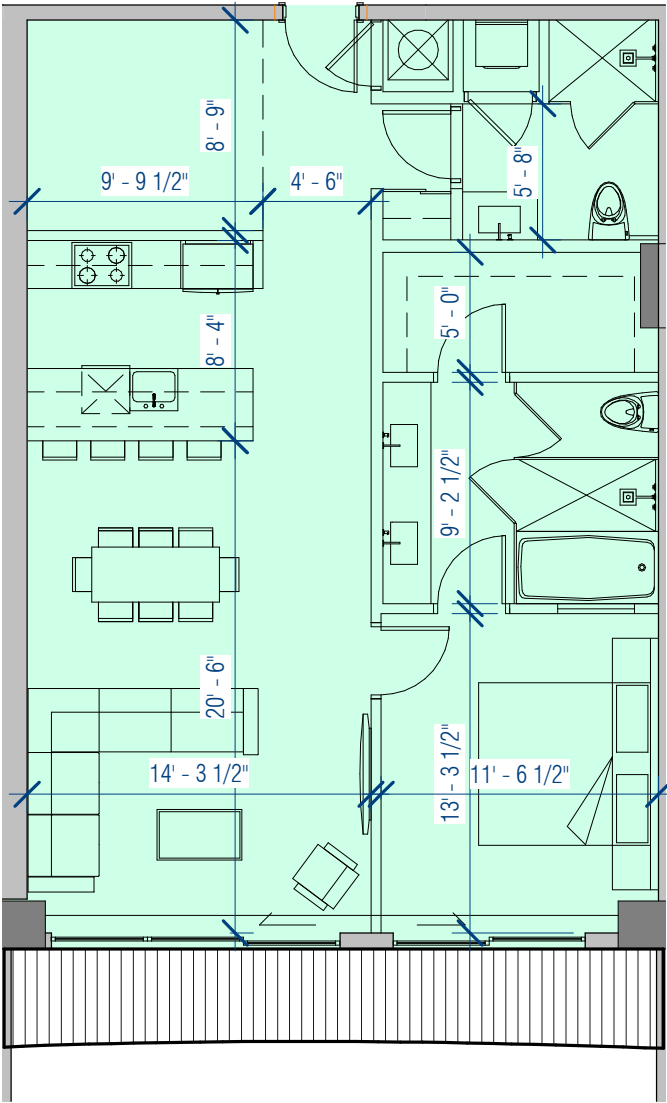 8' - 9"
5' - 8"
9' - 9 1/2"
4' - 6"
5' - 0"
8' - 4"
9' - 2 1/2"
20' - 6"
13' - 3 1/2"
14' - 3 1/2"
11' - 6 1/2"